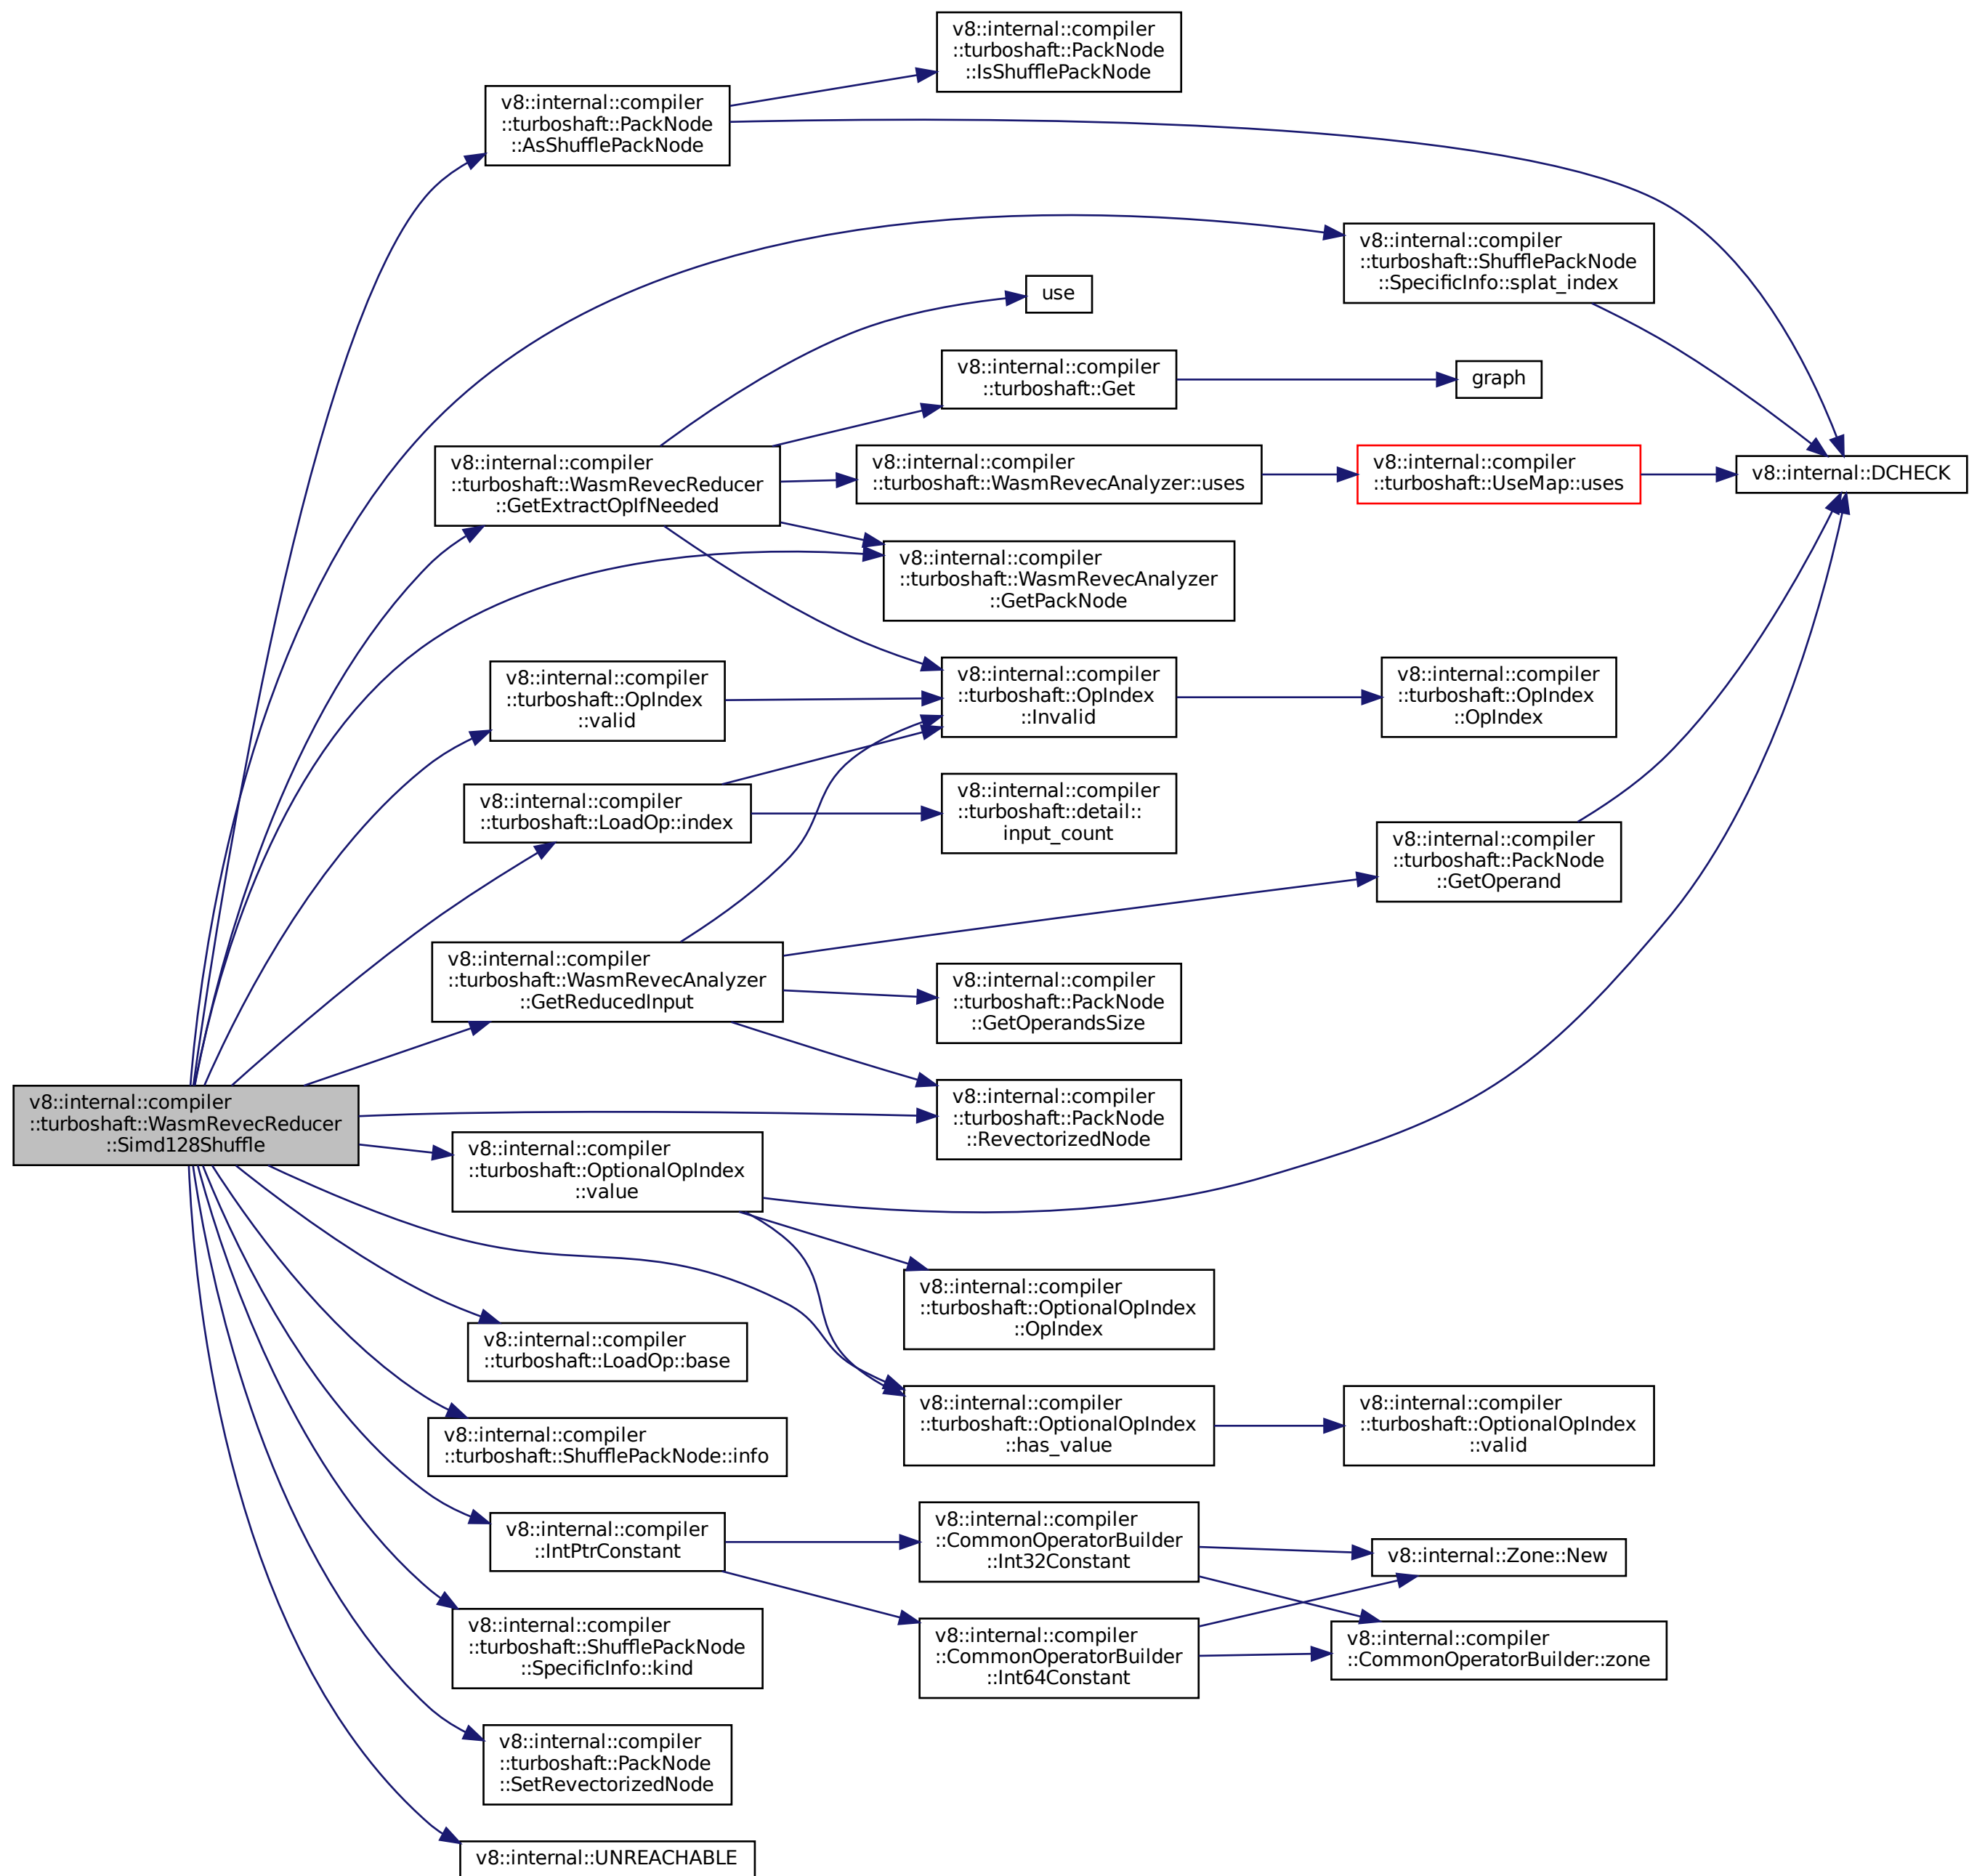 v8::internal::compiler
::turboshaft::PackNode
::IsShufflePackNode
v8::internal::compiler
::turboshaft::PackNode
::AsShufflePackNode
v8::internal::compiler
::turboshaft::ShufflePackNode
::SpecificInfo::splat_index
use
v8::internal::compiler
::turboshaft::Get
graph
v8::internal::compiler
::turboshaft::WasmRevecReducer
::GetExtractOpIfNeeded
v8::internal::compiler
::turboshaft::WasmRevecAnalyzer::uses
v8::internal::compiler
::turboshaft::UseMap::uses
v8::internal::DCHECK
v8::internal::compiler
::turboshaft::WasmRevecAnalyzer
::GetPackNode
v8::internal::compiler
::turboshaft::OpIndex
::valid
v8::internal::compiler
::turboshaft::OpIndex
::Invalid
v8::internal::compiler
::turboshaft::OpIndex
::OpIndex
v8::internal::compiler
::turboshaft::LoadOp::index
v8::internal::compiler
::turboshaft::detail::
input_count
v8::internal::compiler
::turboshaft::PackNode
::GetOperand
v8::internal::compiler
::turboshaft::WasmRevecAnalyzer
::GetReducedInput
v8::internal::compiler
::turboshaft::PackNode
::GetOperandsSize
v8::internal::compiler
::turboshaft::WasmRevecReducer
::Simd128Shuffle
v8::internal::compiler
::turboshaft::PackNode
::RevectorizedNode
v8::internal::compiler
::turboshaft::OptionalOpIndex
::value
v8::internal::compiler
::turboshaft::OptionalOpIndex
::OpIndex
v8::internal::compiler
::turboshaft::LoadOp::base
v8::internal::compiler
::turboshaft::OptionalOpIndex
::has_value
v8::internal::compiler
::turboshaft::OptionalOpIndex
::valid
v8::internal::compiler
::turboshaft::ShufflePackNode::info
v8::internal::compiler
::IntPtrConstant
v8::internal::compiler
::CommonOperatorBuilder
::Int32Constant
v8::internal::Zone::New
v8::internal::compiler
::turboshaft::ShufflePackNode
::SpecificInfo::kind
v8::internal::compiler
::CommonOperatorBuilder
::Int64Constant
v8::internal::compiler
::CommonOperatorBuilder::zone
v8::internal::compiler
::turboshaft::PackNode
::SetRevectorizedNode
v8::internal::UNREACHABLE